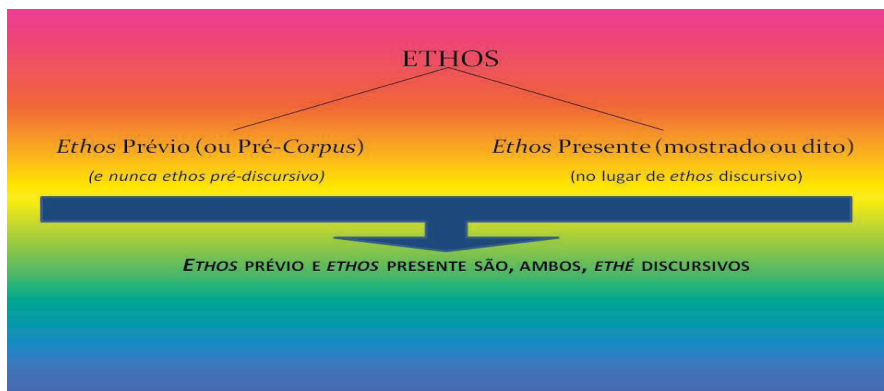 ETHOS
Ethos Prévio (ou Pré-Corpus)
(e nunca ethos pré-discursivo)
Ethos Presente (mostrado ou dito)
(no lugar de ethos discursivo)
ETHOS PRÉVIO E ETHOS PRESENTE SÃO, AMBOS, ETHÉ DISCURSIVOS